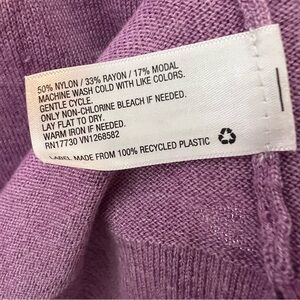 50% NYLON / 33% RAYON / 17% MODAL
MACHINE WASH COLD WITH LIKE COLORS.
GENTLE CYCLE.
ONLY NON-CHLORINE BLEACH IF NEEDED.
LAY FLAT TO DRY.
WARM IRON IF NEEDED.
RN17730 VN1268582
LABEL MADE FROM 100% RECYCLED PLASTIC